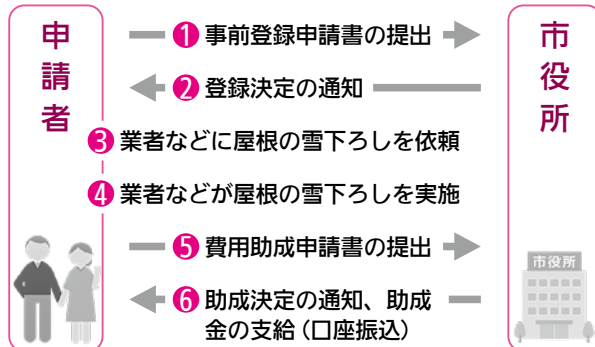 申請者
市役所
❶ 事前登録申請書の提出
❷ 登録決定の通知
❸ 業者などに屋根の雪下ろしを依頼
❹ 業者などが屋根の雪下ろしを実施
❺ 費用助成申請書の提出
❻ 助成決定の通知、助成
金の支給（口座振込）
市役所